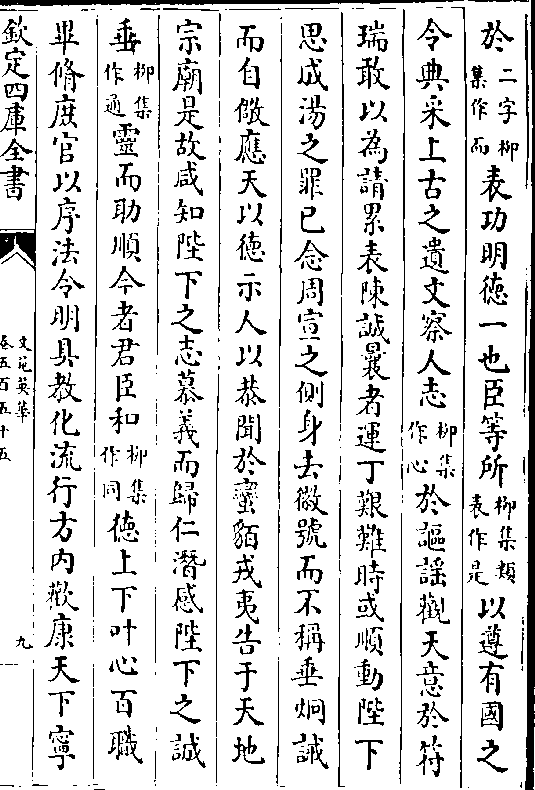 於二字柳集作而表功明徳一也臣等所柳集類表作是以遵有國之
令典采上古之遺文察人志柳集作心於謳謡觀天意於符
瑞敢以為請累表陳誠曩者運丁艱難時或順動陛下
思成湯之罪已念周宣之側身去徽號而不稱垂炯誡
而自儆應天以徳示人以恭聞於蠻貊戎夷告于天地
宗廟是故咸知陛下之志慕義而歸仁潛感陛下之誠
垂柳集作通靈而助順今者君臣和柳集作同徳上下叶心百職
畢脩庶官以序法令明具教化流行方内歡康天下寧
欽定四庫全書
文苑英華
卷五百五十五
九